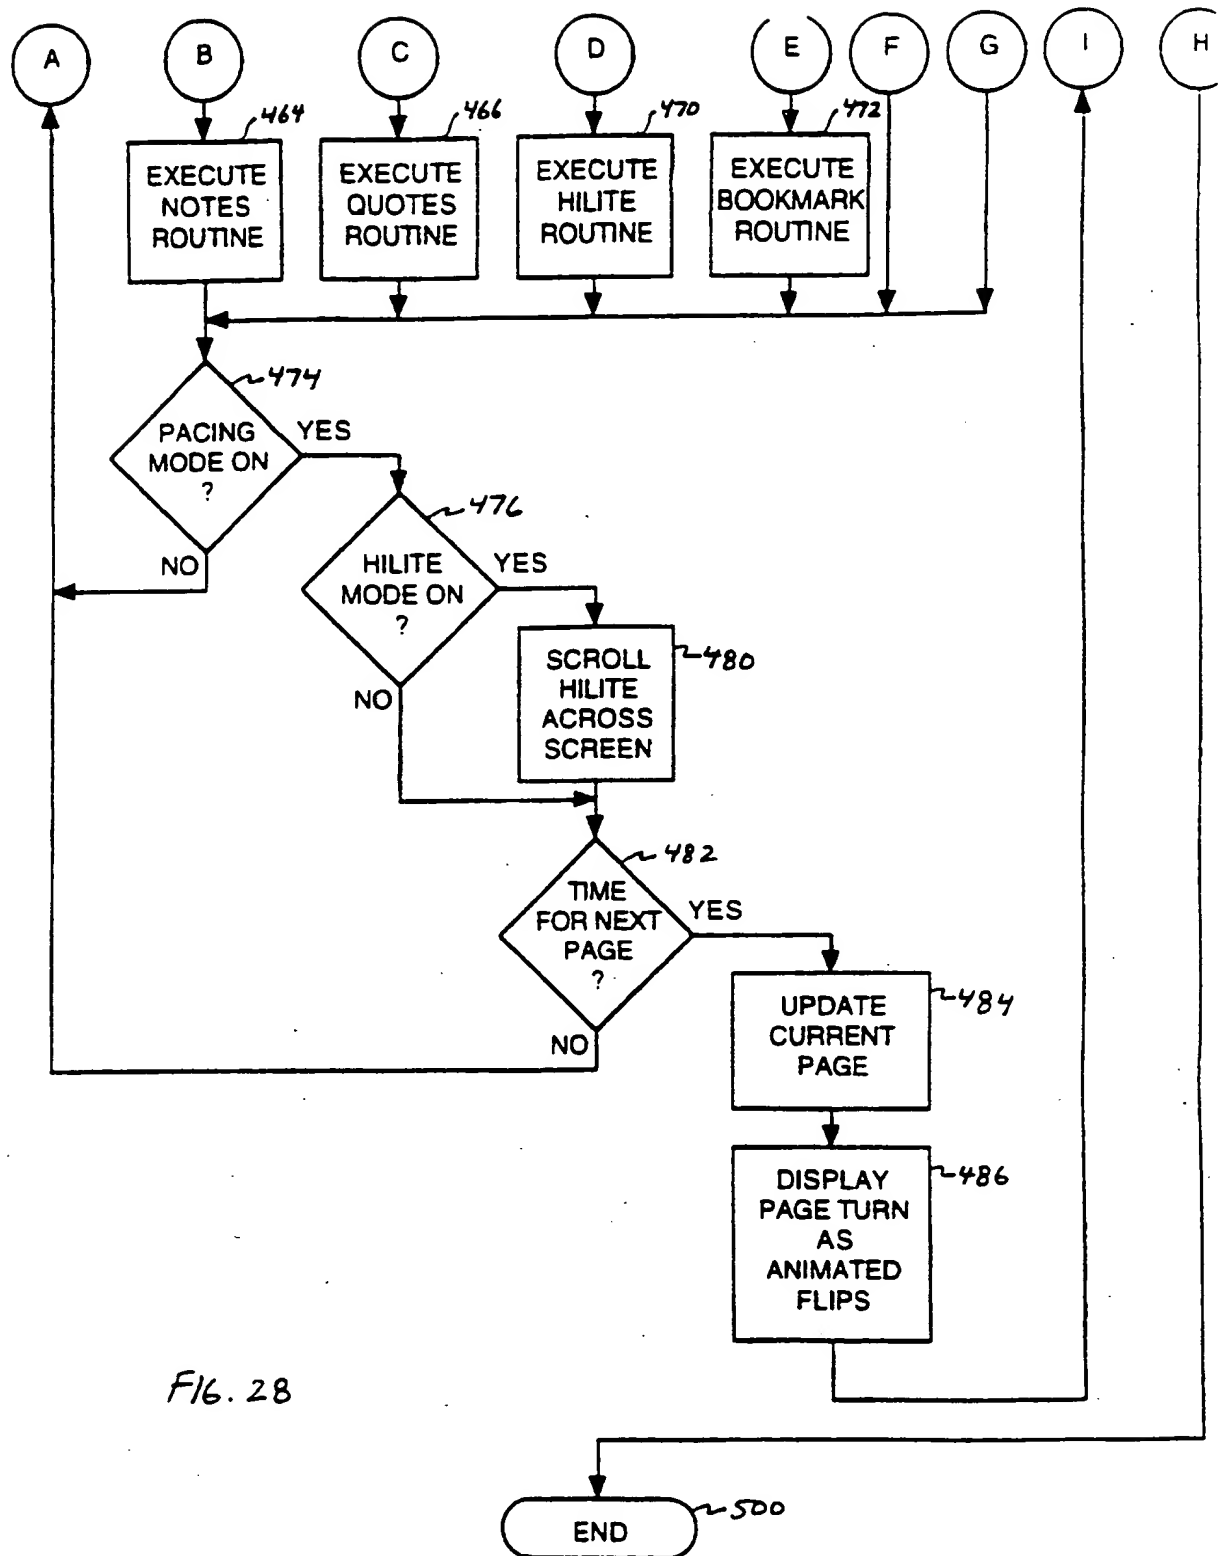 A
B
C
D
E
F
G
I
H
464
466
470
472
EXECUTE
NOTES
ROUTINE
EXECUTE
QUOTES
ROUTINE
EXECUTE
HILITE
ROUTINE
EXECUTE
BOOKMARK
ROUTINE
474
PACING
MODE ON
?
YES
NO
476
HILITE
MODE ON
?
YES
NO
480
SCROLL
HILITE
ACROSS
SCREEN
482
TIME
FOR NEXT
PAGE
?
YES
NO
484
UPDATE
CURRENT
PAGE
486
DISPLAY
PAGE TURN
AS
ANIMATED
FLIPS
FIG. 28
500
END